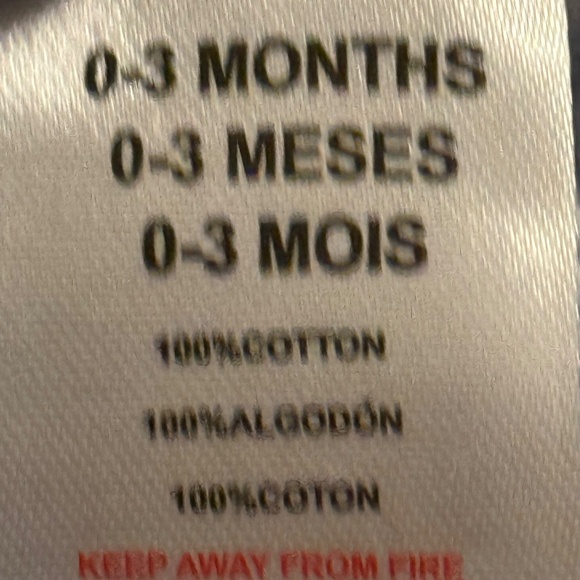 0-3 MONTHS
0-3 MESES
0-3 MOIS
100%COTTON
100%ALGODÓN
100%COTON
KEEP AWAY FROM FIRE